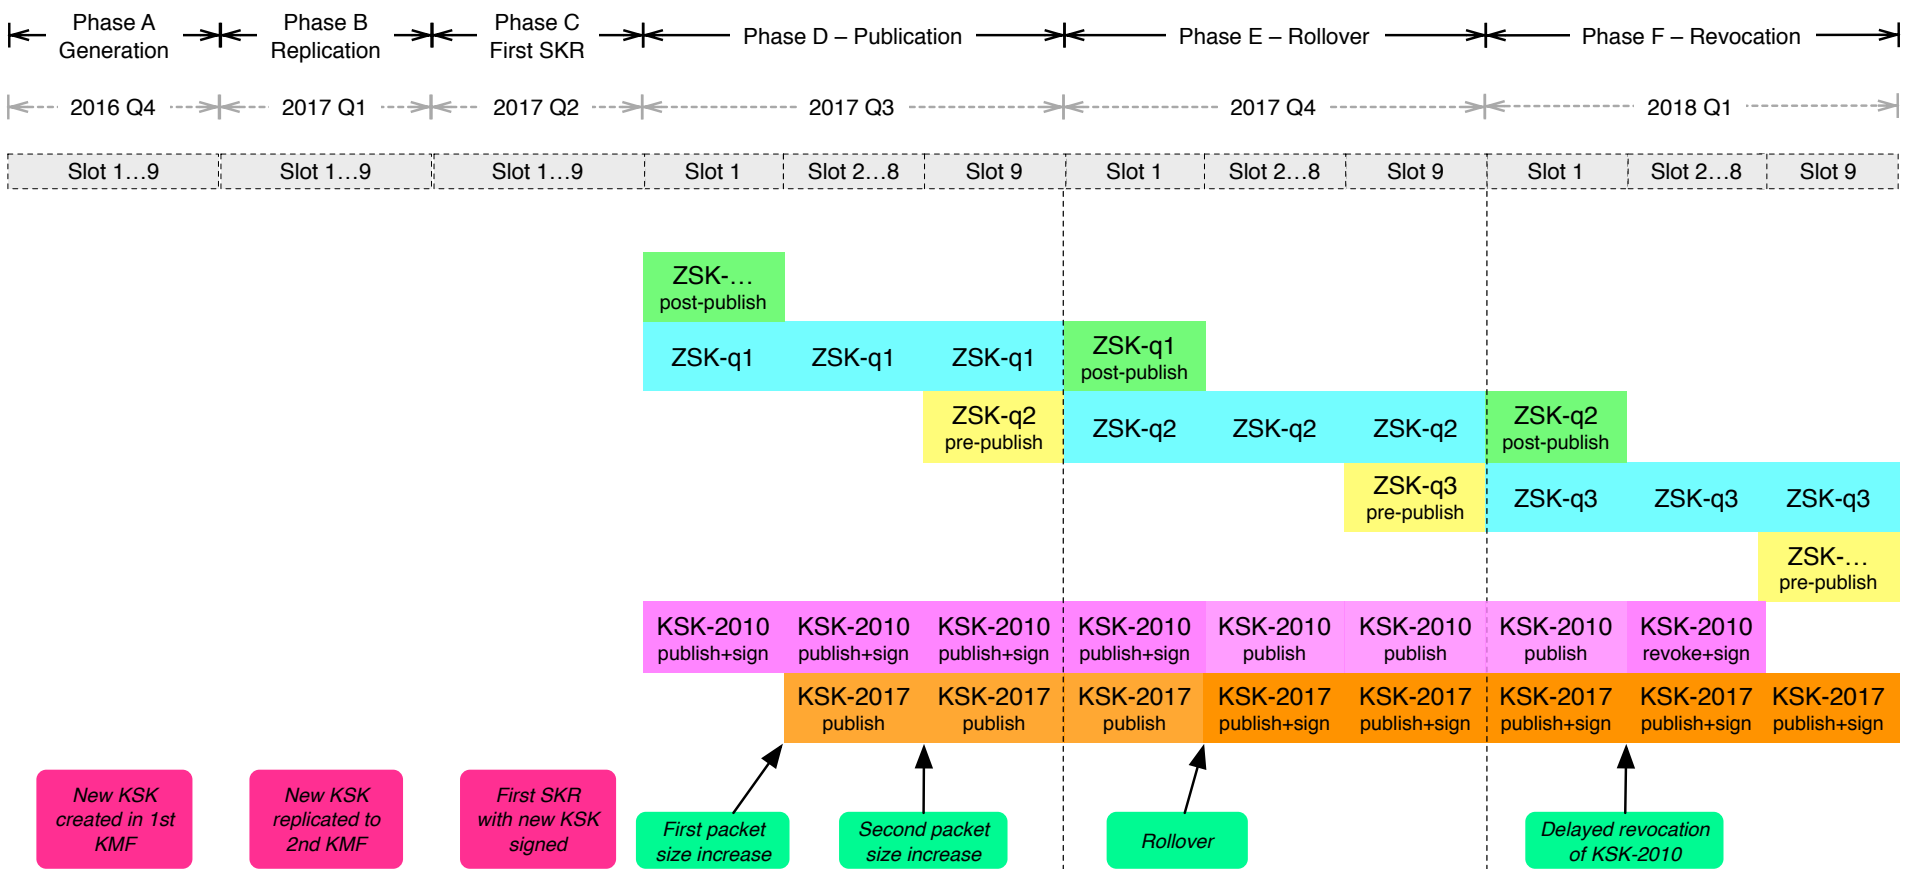 Phase A
Generation
Phase B
Replication
Phase C
First SKR
Phase D – Publication
Phase E – Rollover
Phase F – Revocation
2016 Q4
2017 Q1
2017 Q2
2017 Q3
2017 Q4
2018 Q1
Slot 1…9
Slot 1…9
Slot 1…9
Slot 1
Slot 2…8
Slot 9
Slot 1
Slot 2…8
Slot 9
Slot 1
Slot 2…8
Slot 9
ZSK-…
post-publish
ZSK-q1
ZSK-q1
ZSK-q1
ZSK-q1
post-publish
ZSK-q2
pre-publish
ZSK-q2
ZSK-q2
ZSK-q2
ZSK-q2
post-publish
ZSK-q3
pre-publish
ZSK-q3
ZSK-q3
ZSK-q3
ZSK-…
pre-publish
KSK-2010
publish+sign
KSK-2010
publish+sign
KSK-2010
publish+sign
KSK-2010
publish+sign
KSK-2010
publish
KSK-2010
publish
KSK-2010
publish
KSK-2010
revoke+sign
KSK-2017
publish
KSK-2017
publish
KSK-2017
publish
KSK-2017
publish+sign
KSK-2017
publish+sign
KSK-2017
publish+sign
KSK-2017
publish+sign
KSK-2017
publish+sign
New KSK
created in 1st
KMF
New KSK
replicated to
2nd KMF
First SKR
with new KSK
signed
First packet
size increase
Second packet
size increase
Rollover
Delayed revocation
of KSK-2010